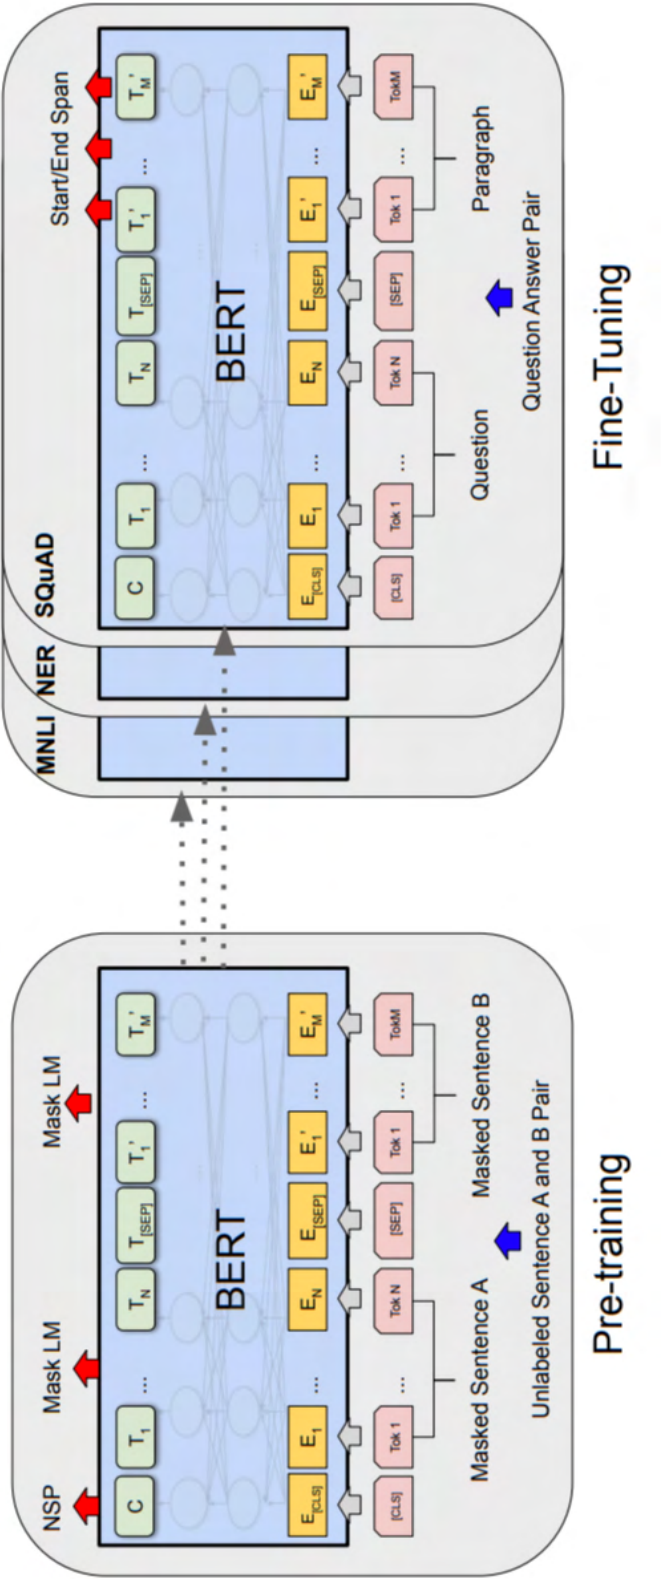 NSP Mask LM Mask LM
C T1 ... TN T[SEP] T1' ... TM'
BERT
E[CLS] E1 ... EN E[SEP] E1' ... EM'
[CLS] Tok 1 ... Tok N [SEP] Tok 1 ... TokM
Masked Sentence A Masked Sentence B
Unlabeled Sentence A and B Pair
Pre-training
MNLI NER SQuAD Start/End Span
C T1 ... TN T[SEP] T1' ... TM'
BERT
E[CLS] E1 ... EN E[SEP] E1' ... EM'
[CLS] Tok 1 ... Tok N [SEP] Tok 1 ... TokM
Question Paragraph
Question Answer Pair
Fine-Tuning